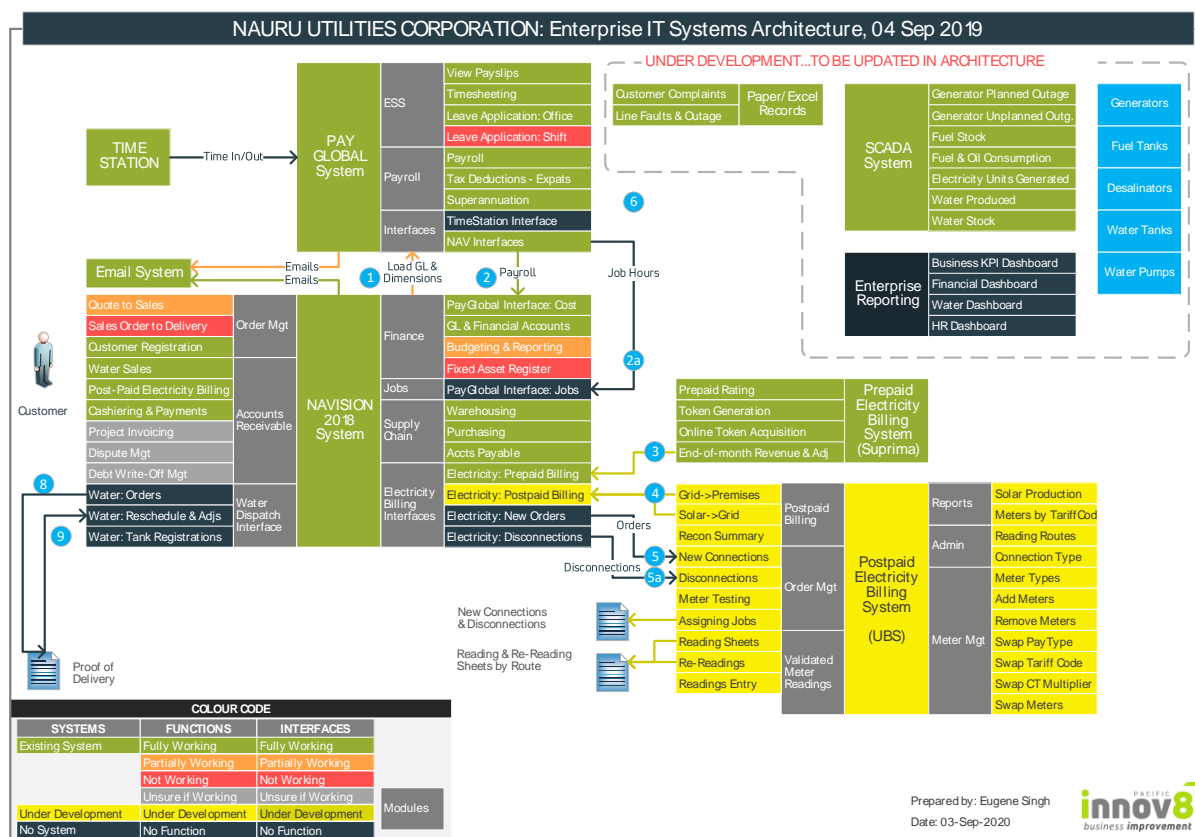 NAURU UTILITIES CORPORATION: Enterprise IT Systems Architecture, 04 Sep 2019
UNDER DEVELOPMENT...TO BE UPDATED IN ARCHITECTURE
TIME
STATION
Time In/Out
PAY
GLOBAL
System
ESS
View Payslips
Timesheeting
Leave Application: Office
Leave Application: Shift
Payroll
Payroll
Tax Deductions - Expats
Superannuation
Interfaces
TimeStation Interface
NAV Interfaces
Customer Complaints
Line Faults & Outage
Paper/ Excel
Records
SCADA
System
Generator Planned Outage
Generator Unplanned Outg.
Fuel Stock
Fuel & Oil Consumption
Electricity Units Generated
Water Produced
Water Stock
Enterprise
Reporting
Business KPI Dashboard
Financial Dashboard
Water Dashboard
HR Dashboard
Generators
Fuel Tanks
Desalinators
Water Tanks
Water Pumps
6
Email System
Emails
Emails
1
Load GL &
Dimensions
2
Payroll
Job Hours
2a
Customer
Quote to Sales
Sales Order to Delivery
Customer Registration
Water Sales
Post-Paid Electricity Billing
Cashiering & Payments
Project Invoicing
Dispute Mgt
Debt Write-Off Mgt
Water: Orders
Water: Reschedule & Adjs
Water: Tank Registrations
Order Mgt
Accounts
Receivable
Water
Dispatch
Interface
NAVISION
2018
System
Finance
Jobs
Supply
Chain
Electricity
Billing
Interfaces
PayGlobal Interface: Cost
GL & Financial Accounts
Budgeting & Reporting
Fixed Asset Register
PayGlobal Interface: Jobs
Warehousing
Purchasing
Accts Payable
Electricity: Prepaid Billing
Electricity: Postpaid Billing
Electricity: New Orders
Electricity: Disconnections
8
9
Proof of
Delivery
3
4
Orders
5
Disconnections
5a
Prepaid Rating
Token Generation
Online Token Acquisition
End-of-month Revenue & Adj
Prepaid
Electricity
Billing
System
(Suprima)
Grid->Premises
Solar->Grid
Recon Summary
New Connections
Disconnections
Meter Testing
Assigning Jobs
Reading Sheets
Re-Readings
Readings Entry
Postpaid
Billing
Order Mgt
Validated
Meter
Readings
Postpaid
Electricity
Billing
System
(UBS)
Reports
Admin
Meter Mgt
Solar Production
Meters by TariffCod
Reading Routes
Connection Type
Meter Types
Add Meters
Remove Meters
Swap PayType
Swap Tariff Code
Swap CT Multiplier
Swap Meters
New Connections
& Disconnections
Reading & Re-Reading
Sheets by Route
COLOUR CODE
SYSTEMS FUNCTIONS INTERFACES
Existing System Fully Working Fully Working
Partially Working Partially Working
Not Working Not Working
Unsure if Working Unsure if Working
Under Development Under Development Under Development
No System No Function No Function
Modules
Prepared by: Eugene Singh
Date: 03-Sep-2020
PACIFIC
innov8
business improvement